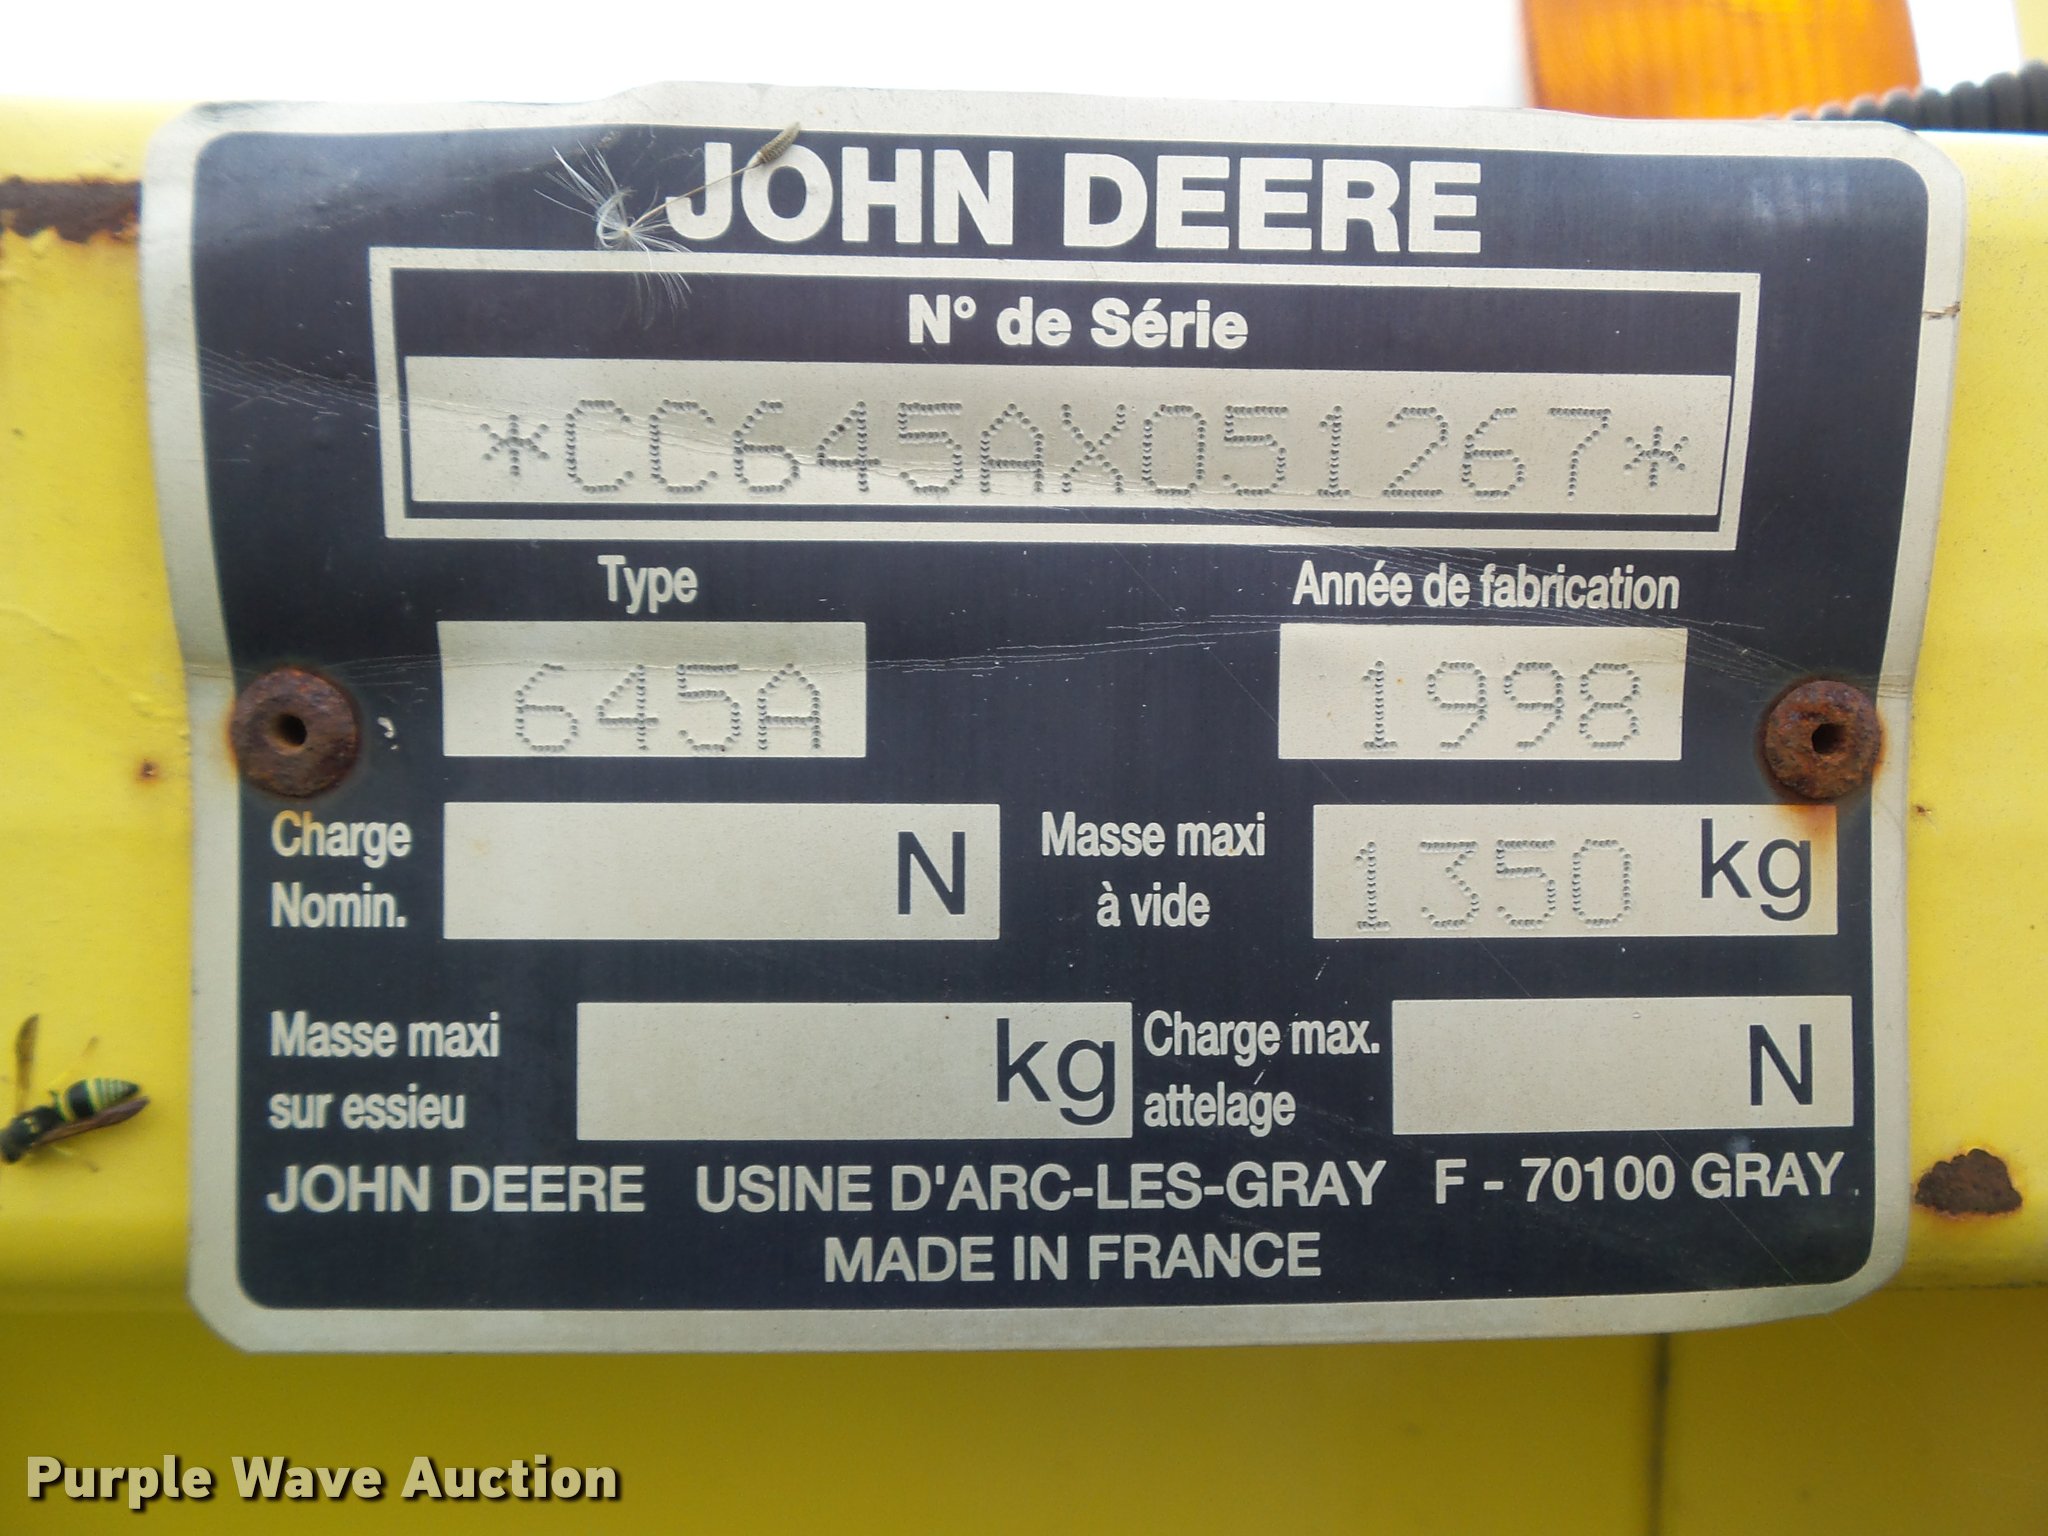 JOHN DEERE
N° de Série
*CC645AX051267*
Type Année de fabrication
645A 1998
Charge Nomin. N Masse maxi à vide 1350 kg
Masse maxi sur essieu kg Charge max. attelage N
JOHN DEERE USINE D'ARC-LES-GRAY F - 70100 GRAY
MADE IN FRANCE
Purple Wave Auction